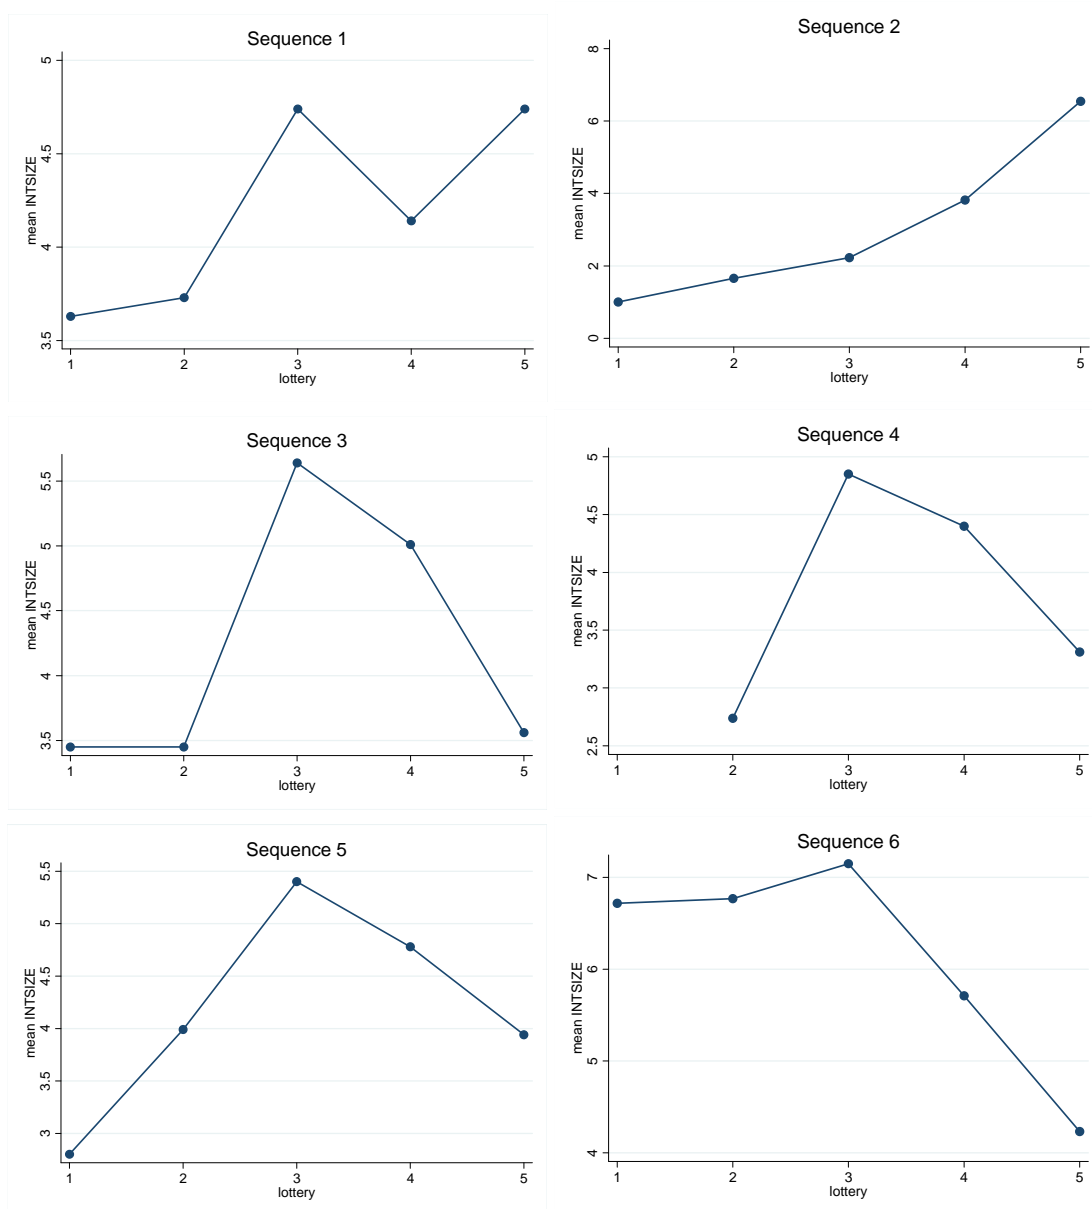 Sequence 1
5
4.5
4
3.5
mean INTSIZE
1 2 3 4 5
lottery
Sequence 2
8
6
4
2
0
mean INTSIZE
1 2 3 4 5
lottery
Sequence 3
5.5
5
4.5
4
3.5
mean INTSIZE
1 2 3 4 5
lottery
Sequence 4
5
4.5
4
3.5
3
2.5
mean INTSIZE
1 2 3 4 5
lottery
Sequence 5
5.5
5
4.5
4
3.5
3
mean INTSIZE
1 2 3 4 5
lottery
Sequence 6
7
6
5
4
mean INTSIZE
1 2 3 4 5
lottery